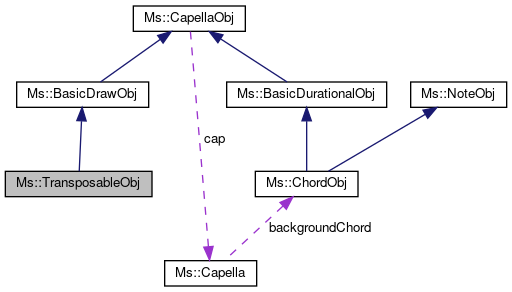 Ms::CapellaObj
Ms::BasicDrawObj
Ms::BasicDurationalObj
Ms::NoteObj
cap
Ms::TransposableObj
Ms::ChordObj
backgroundChord
Ms::Capella